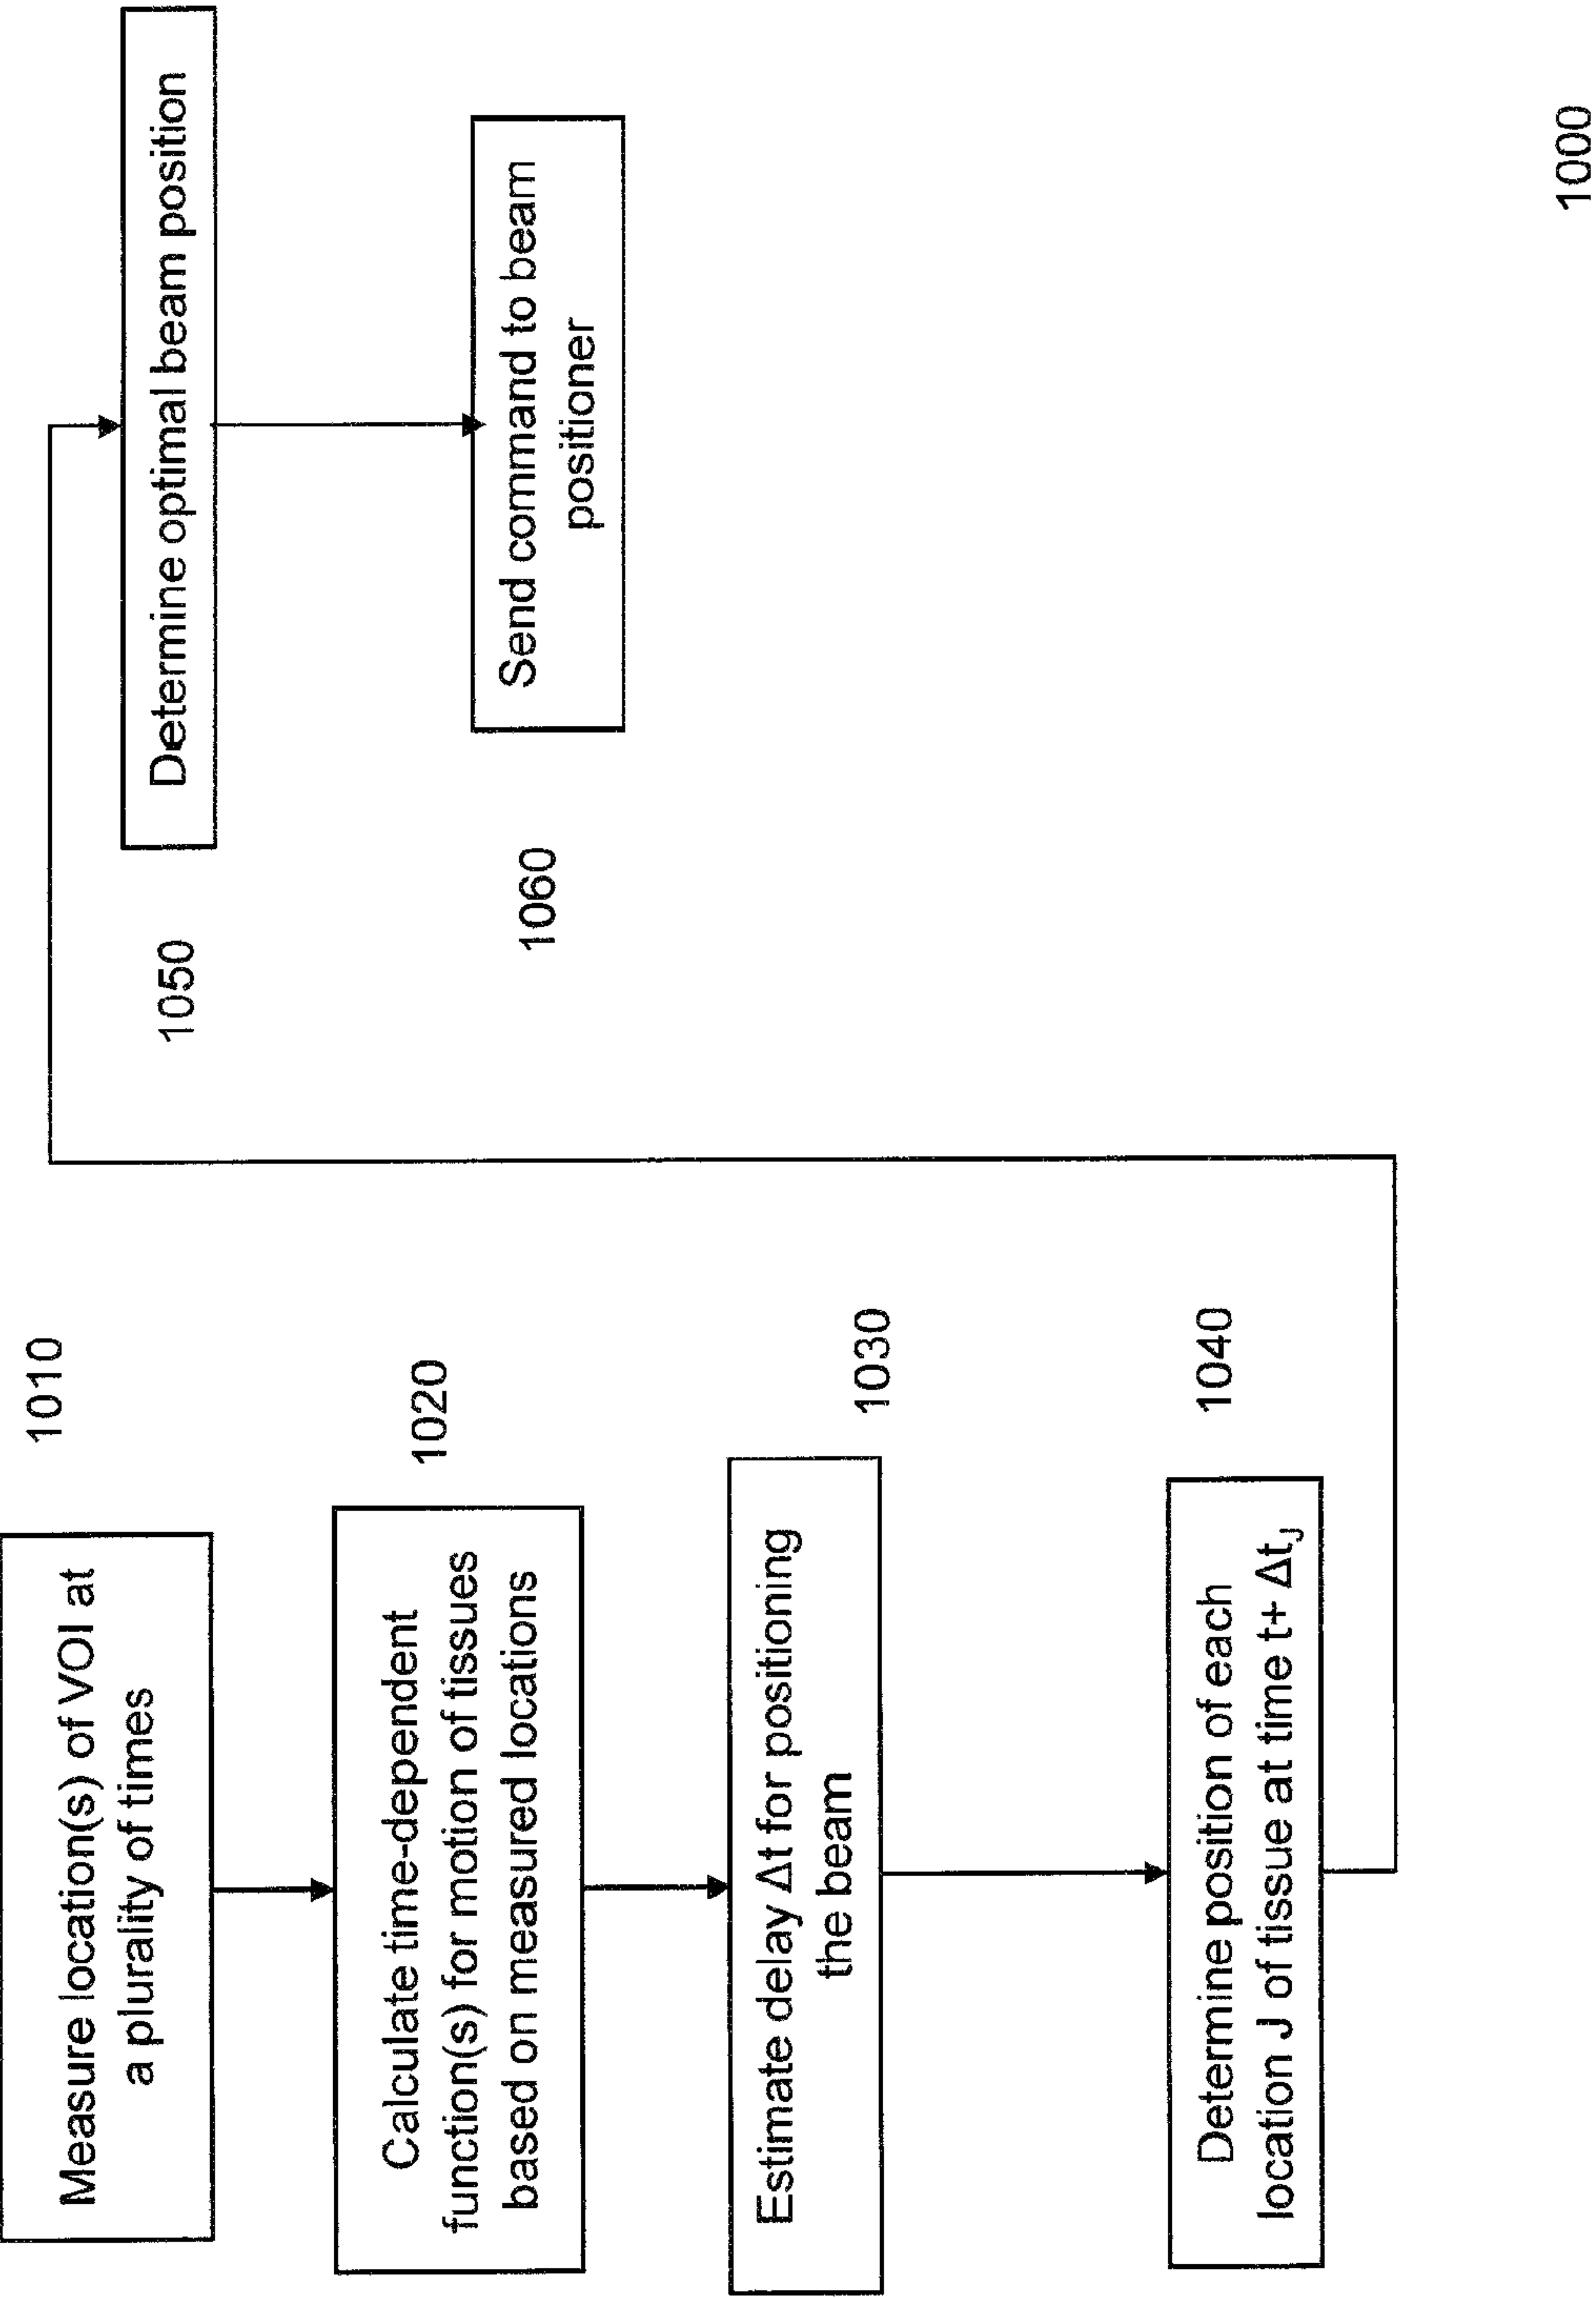 Measure location(s) of VOI at
a plurality of times
1010
Calculate time-dependent
function(s) for motion of tissues
based on measured locations
1020
Estimate delay Δt for positioning
the beam
1030
Determine position of each
location J of tissue at time t+ Δtⱼ
1040
1050
Determine optimal beam position
1060
Send command to beam
positioner
1000